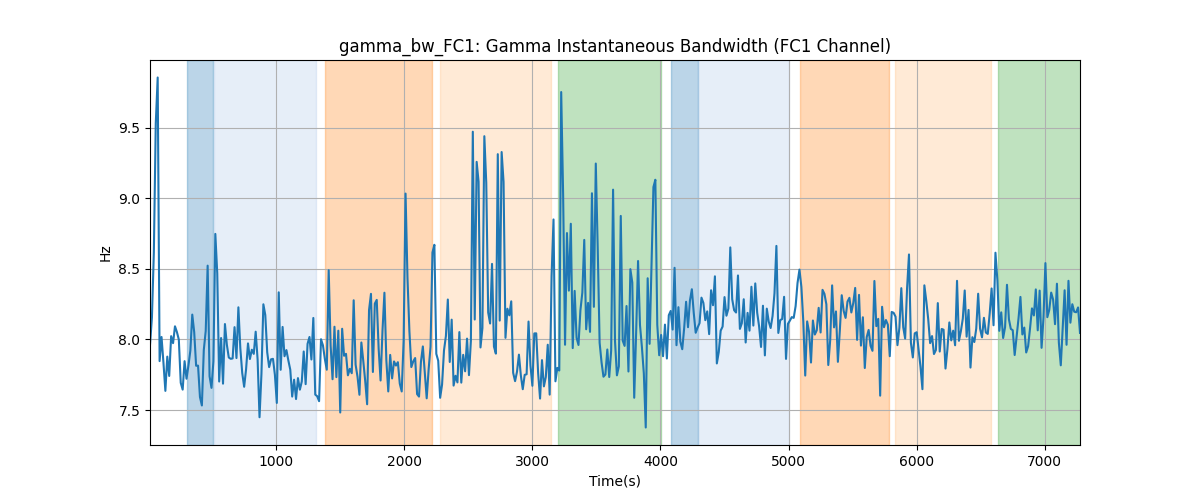 gamma_bw_FC1: Gamma Instantaneous Bandwidth (FC1 Channel)
9.5
9.0
8.5
8.0
7.5
Hz
1000 2000 3000 4000 5000 6000 7000
Time(s)